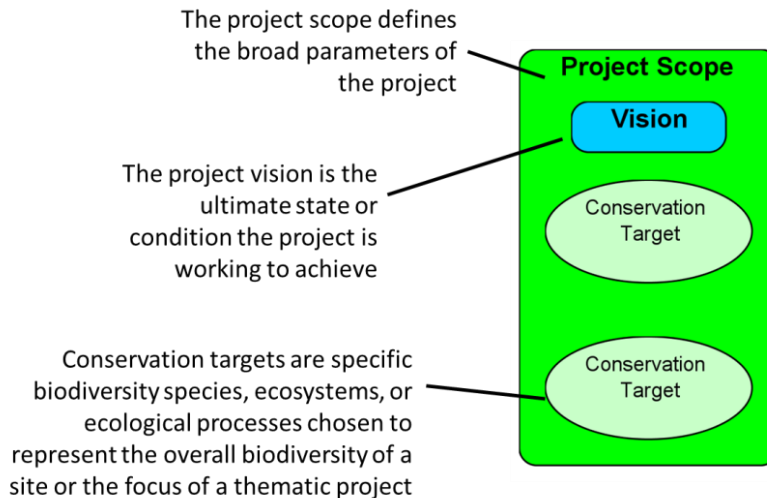 The project scope defines
the broad parameters of
the project
Project Scope
Vision
The project vision is the
ultimate state or
condition the project is
working to achieve
Conservation
Target
Conservation targets are specific
biodiversity species, ecosystems, or
ecological processes chosen to
represent the overall biodiversity of a
site or the focus of a thematic project
Conservation
Target